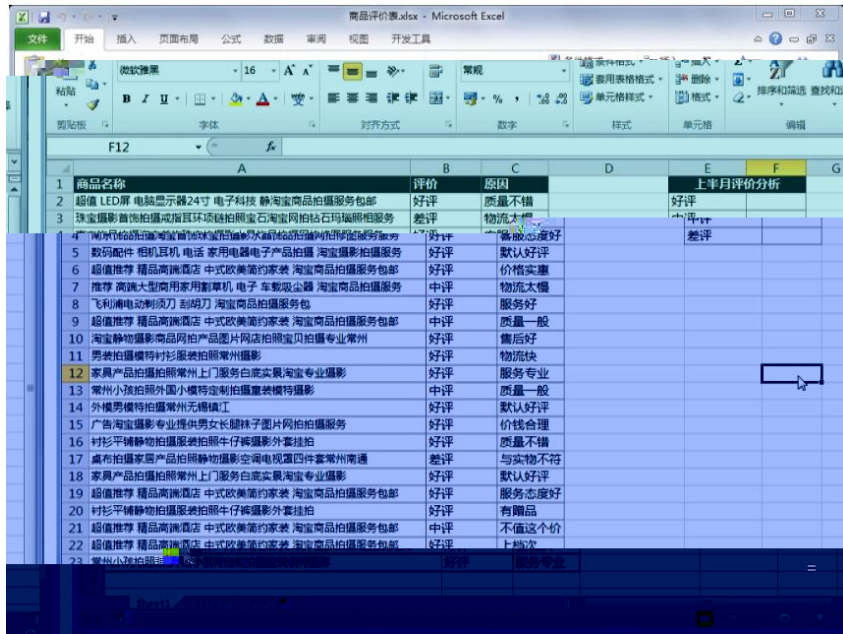 商品评价表.xlsx - Microsoft Excel
文件 开始 插入 页面布局 公式 数据 审阅 视图 开发工具
粘贴 微软雅黑 16 常规 套用表格格式 删除
B I U 单元格样式 格式 排序和筛选
剪贴板 字体 对齐方式 数字 样式 单元格 编辑
F12 fx
A B C D E F G
1 商品名称 评价 原因 上半月评价分析
2 超值 LED屏 电脑显示器24寸 电子科技 静淘宝商品拍摄服务包邮 好评 质量不错 好评
3 珠宝摄影首饰拍摄戒指耳环项链拍照宝石淘宝网拍钻石玛瑙照相服务 差评 物流太慢 中评
4 好评 客服态度好 差评
5 数码配件 相机耳机 电话 家用电器电子产品拍摄 淘宝摄影拍摄服务 好评 默认好评
6 超值推荐 精品高端酒店 中式欧美简约家装 淘宝商品拍摄服务包邮 好评 价格实惠
7 推荐 高端大型商用家用割草机 电子 车载吸尘器 淘宝商品拍摄服务 中评 物流太慢
8 飞利浦电动剃须刀 刮胡刀 淘宝商品拍摄服务包 好评 服务好
9 超值推荐 精品高端酒店 中式欧美简约家装 淘宝商品拍摄服务包邮 中评 质量一般
10 淘宝静物摄影商品网拍产品图片网店拍照宝贝拍摄专业常州 好评 售后好
11 男装拍摄模特衬衫服装拍照常州摄影 好评 物流快
12 家具产品拍摄拍照常州上门服务白底实景淘宝专业摄影 好评 服务专业
13 常州小孩拍照外国小模特定制拍摄童装模特摄影 中评 质量一般
14 外模男模特拍摄常州无锡镇江 好评 默认好评
15 广告淘宝摄影专业提供男女长腿袜子图片网拍拍摄服务 好评 价钱合理
16 衬衫平铺静物拍摄服装拍照牛仔裤摄影外套挂拍 好评 质量不错
17 桌布拍摄家居产品拍照静物摄影空调电视罩四件套常州南通 差评 与实物不符
18 家具产品拍摄拍照常州上门服务白底实景淘宝专业摄影 好评 默认好评
19 超值推荐 精品高端酒店 中式欧美简约家装 淘宝商品拍摄服务包邮 好评 服务态度好
20 衬衫平铺静物拍摄服装拍照牛仔裤摄影外套挂拍 好评 有赠品
21 超值推荐 精品高端酒店 中式欧美简约家装 淘宝商品拍摄服务包邮 中评 不值这个价
22 超值推荐 精品高端酒店 中式欧美简约家装 淘宝商品拍摄服务包邮 好评 上档次
23 常州小孩拍照 好评 服务专业